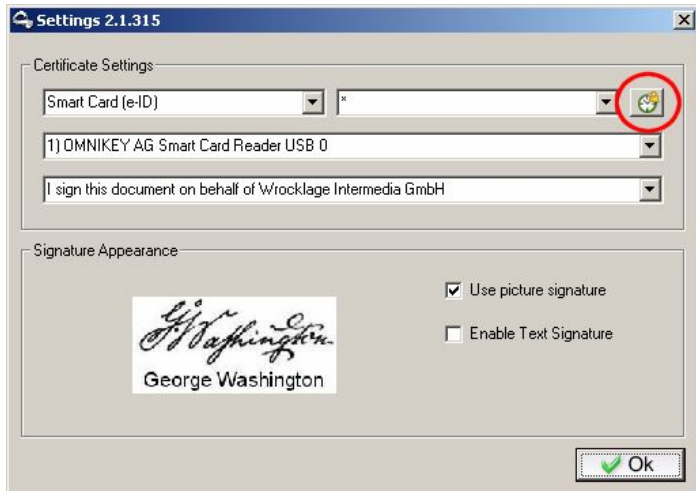 Settings 2.1.315
Certificate Settings
Smart Card (e-ID) *
1) OMNIKEY AG Smart Card Reader USB 0
I sign this document on behalf of Wrocklage Intermedia GmbH
Signature Appearance
G. Washington
George Washington
Use picture signature
Enable Text Signature
Ok